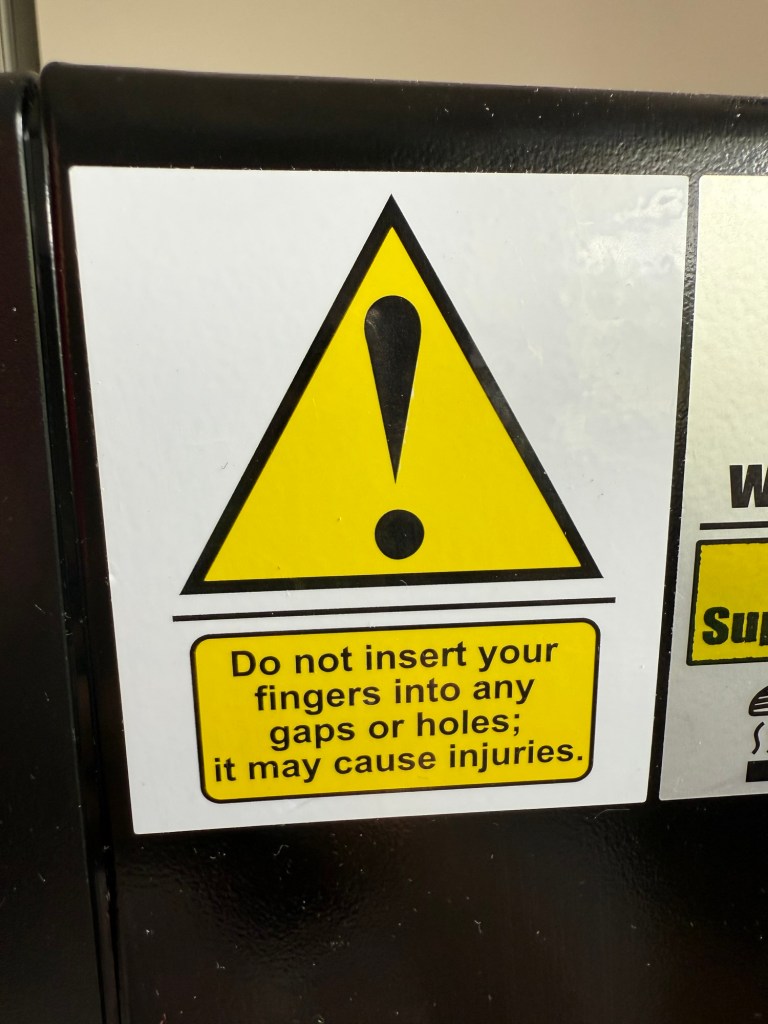 Do not insert your
fingers into any
gaps or holes;
it may cause injuries.